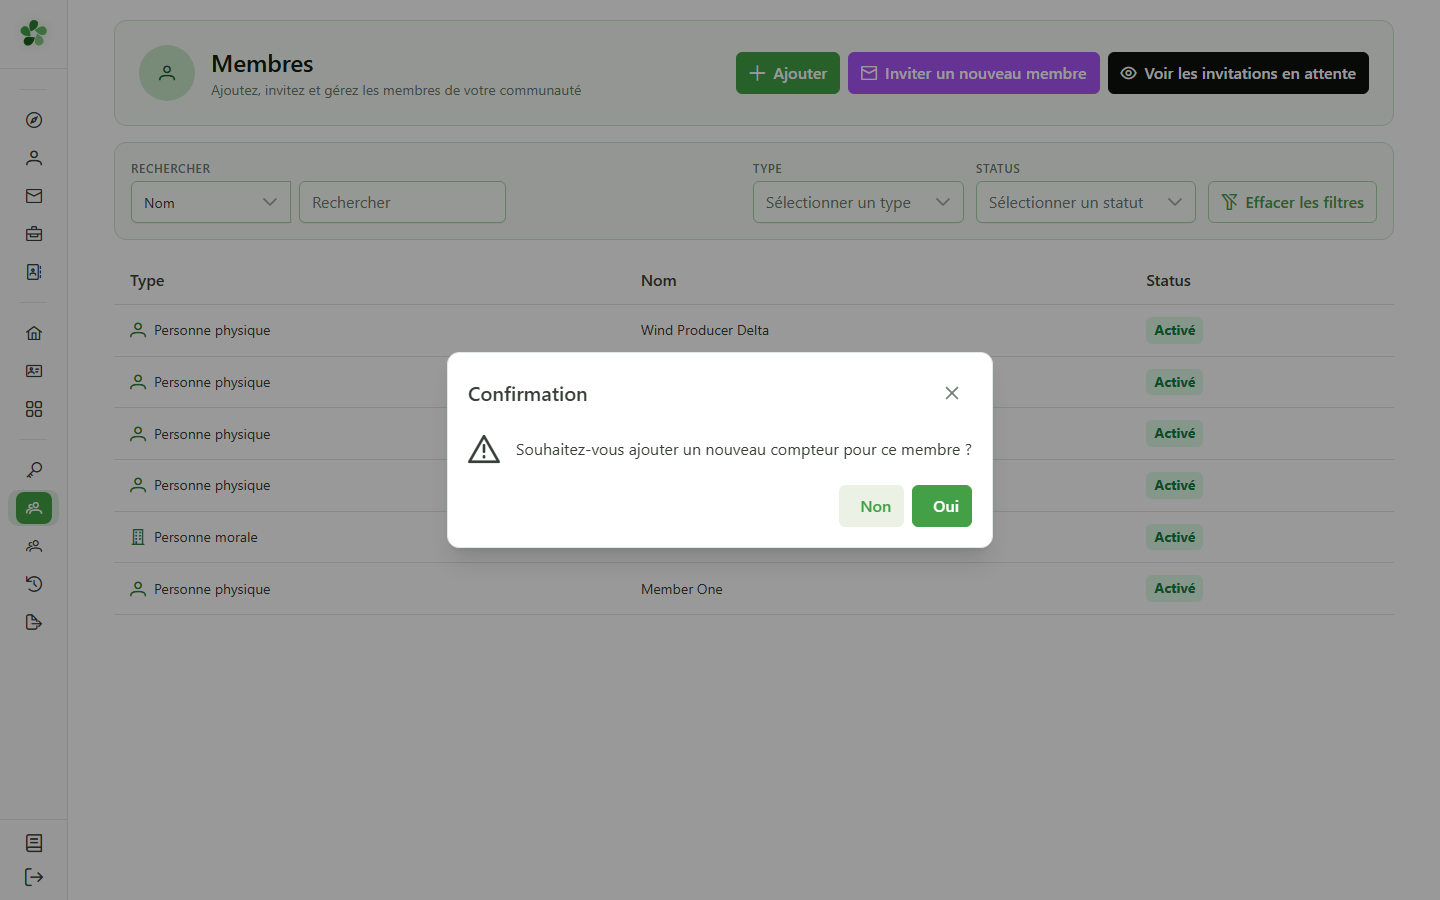 Membres
Ajoutez, invitez et gérez les membres de votre communauté
Ajouter
Inviter un nouveau membre
Voir les invitations en attente
RECHERCHER
TYPE
STATUS
Nom
Rechercher
Sélectionner un type
Sélectionner un statut
Effacer les filtres
Type
Nom
Status
Personne physique
Wind Producer Delta
Activé
Personne physique
Activé
Personne physique
Activé
Personne physique
Activé
Personne morale
Activé
Personne physique
Member One
Activé
Confirmation
Souhaitez-vous ajouter un nouveau compteur pour ce membre ?
Non
Oui